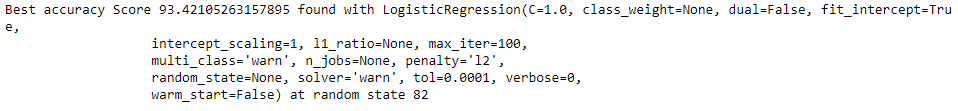 Best accuracy Score 93.42105263157895 found with LogisticRegression(C=1.0, class_weight=None, dual=False, fit_intercept=Tru
e,
intercept_scaling=1, l1_ratio=None, max_iter=100,
multi_class='warn', n_jobs=None, penalty='l2',
random_state=None, solver='warn', tol=0.0001, verbose=0,
warm_start=False) at random state 82